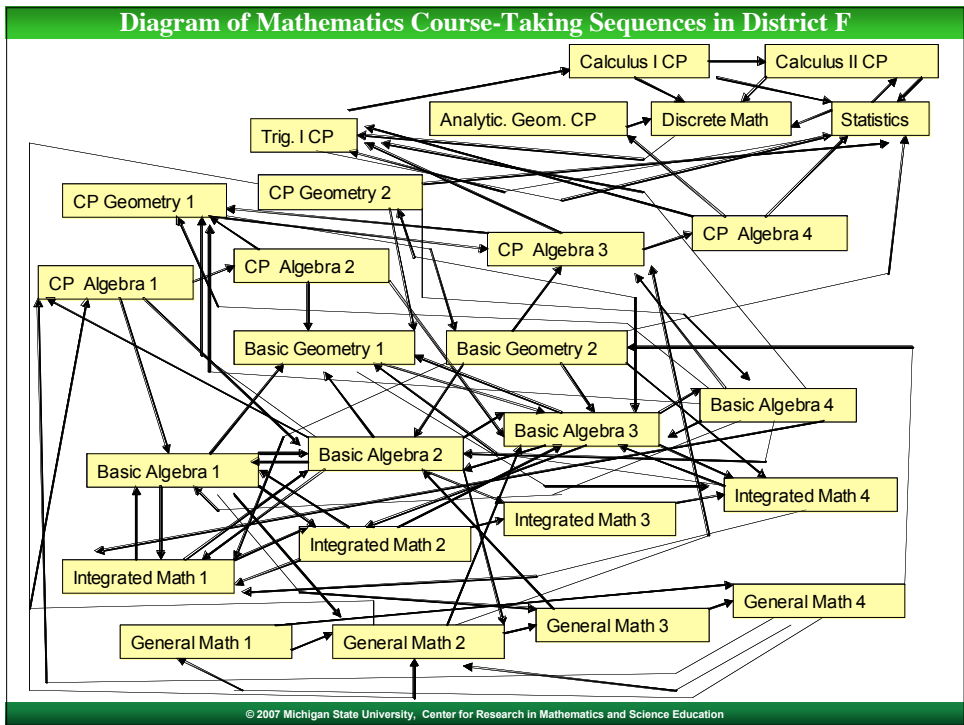 Diagram of Mathematics Course-Taking Sequences in District F
Calculus I CP
Calculus II CP
Analytic. Geom. CP
Discrete Math
Statistics
Trig. I CP
CP Geometry 1
CP Geometry 2
CP Algebra 3
CP Algebra 4
CP Algebra 1
CP Algebra 2
Basic Geometry 1
Basic Geometry 2
Basic Algebra 4
Basic Algebra 3
Basic Algebra 1
Basic Algebra 2
Integrated Math 4
Integrated Math 3
Integrated Math 2
Integrated Math 1
General Math 4
General Math 1
General Math 2
General Math 3
© 2007 Michigan State University, Center for Research in Mathematics and Science Education